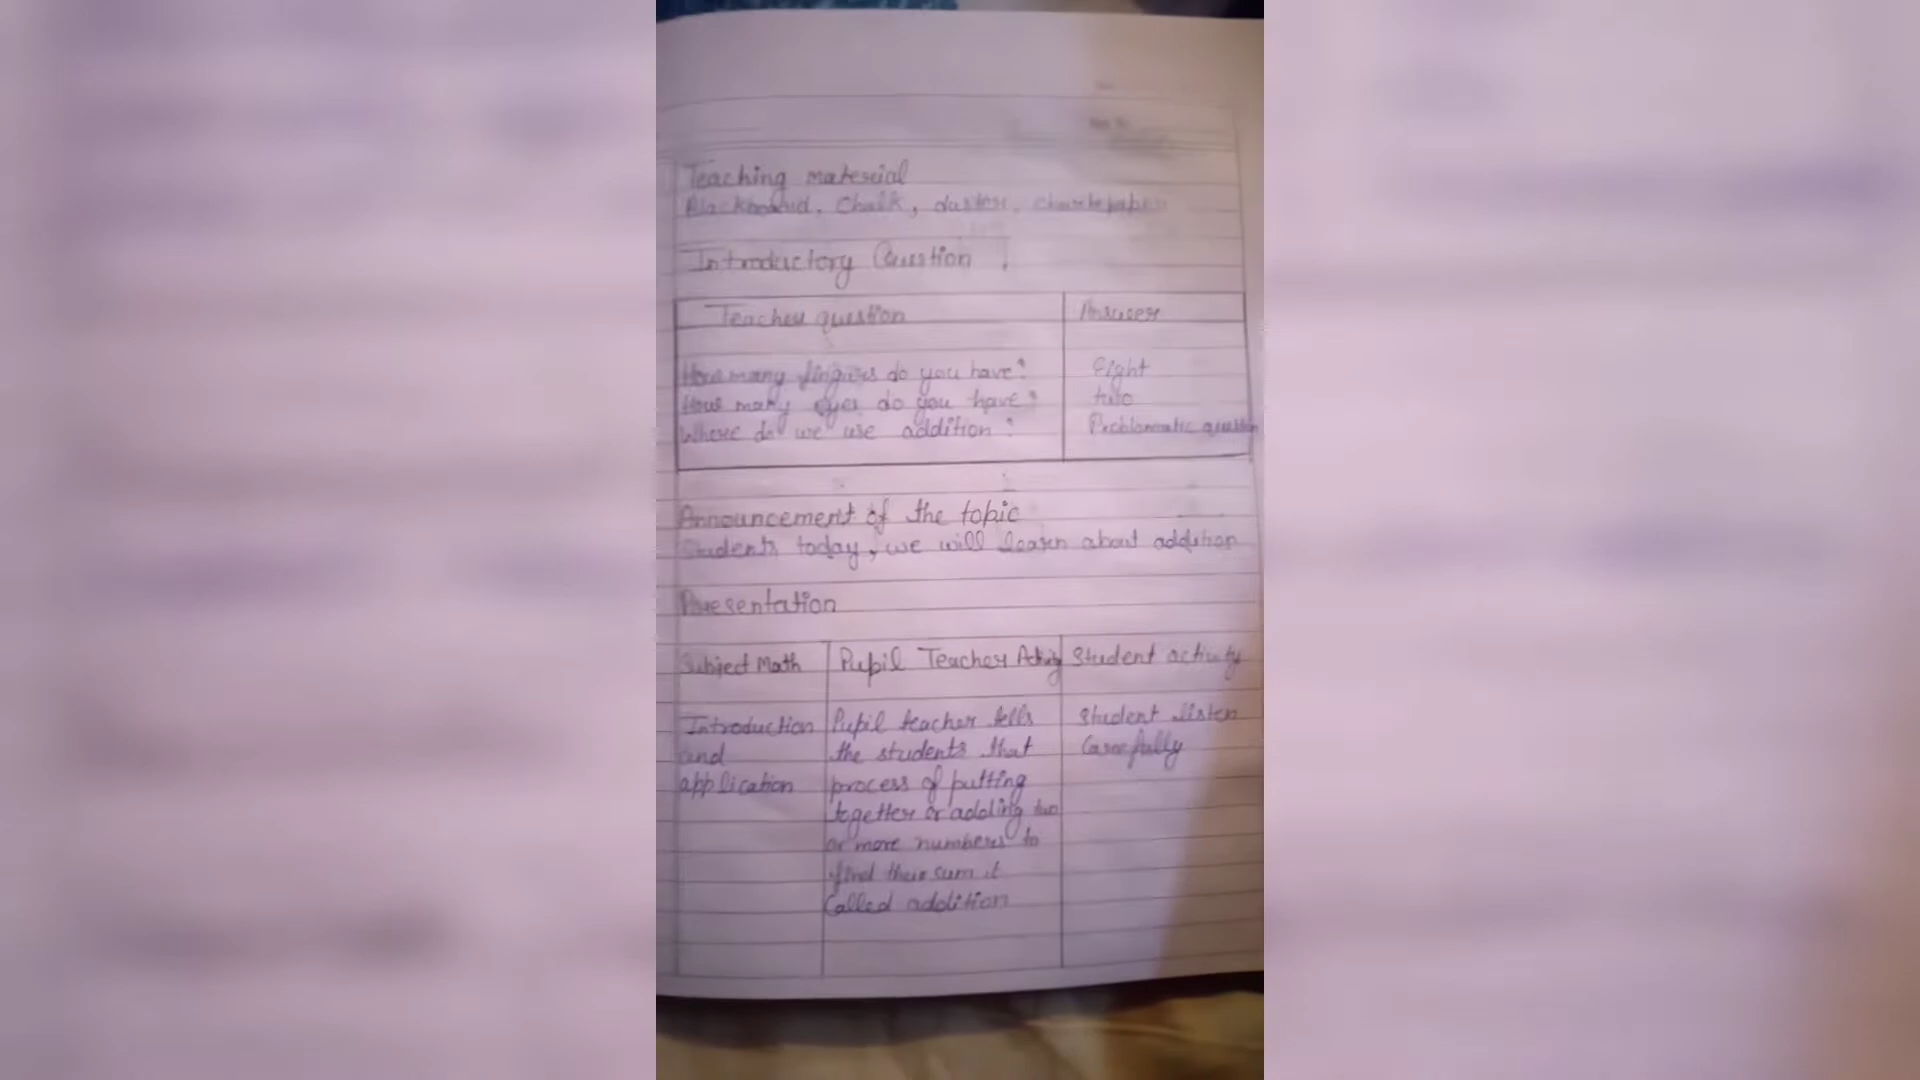 Teaching material
Blackboard, Chalk, duster, chartpaper
Introductory Question
Teacher question Answer
How many fingers do you have? Eight
How many eyes do you have? two
Where do we use addition? Problomatic question
Announcement of the topic
Students today, we will learn about addition
Presentation
Subject Math Pupil Teacher Activity Student activity
Introduction Pupil teacher tells Student listen
and the students that Carefully
application process of putting
together or adding two
or more numbers to
find their sum it
Called addition